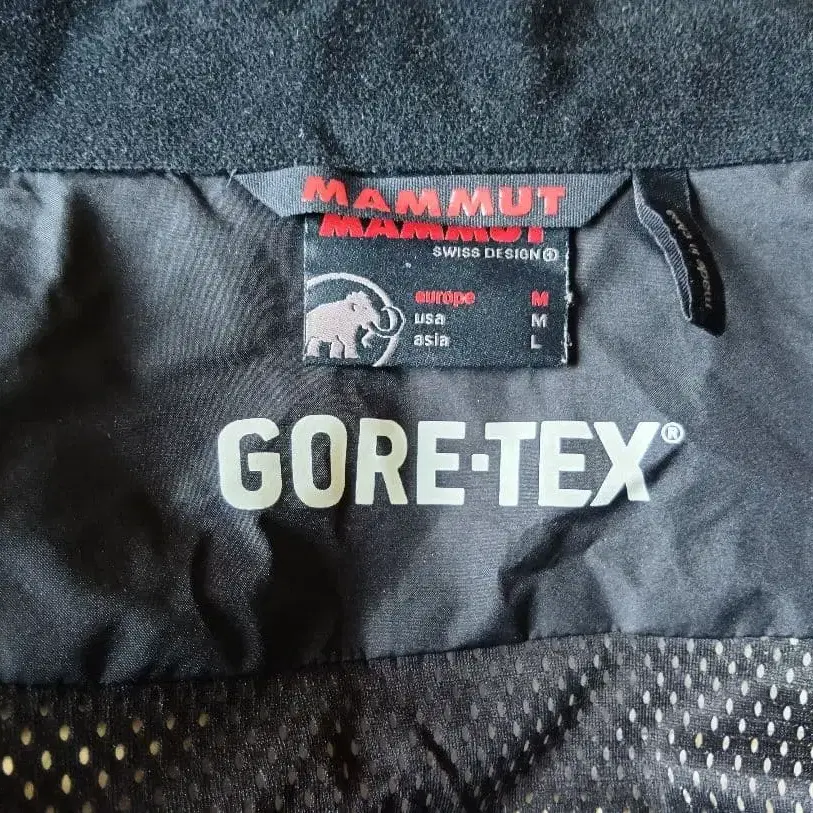 MAMMUT
MAMMUT
SWISS DESIGN
europe M
usa M
asia L
GORE-TEX®